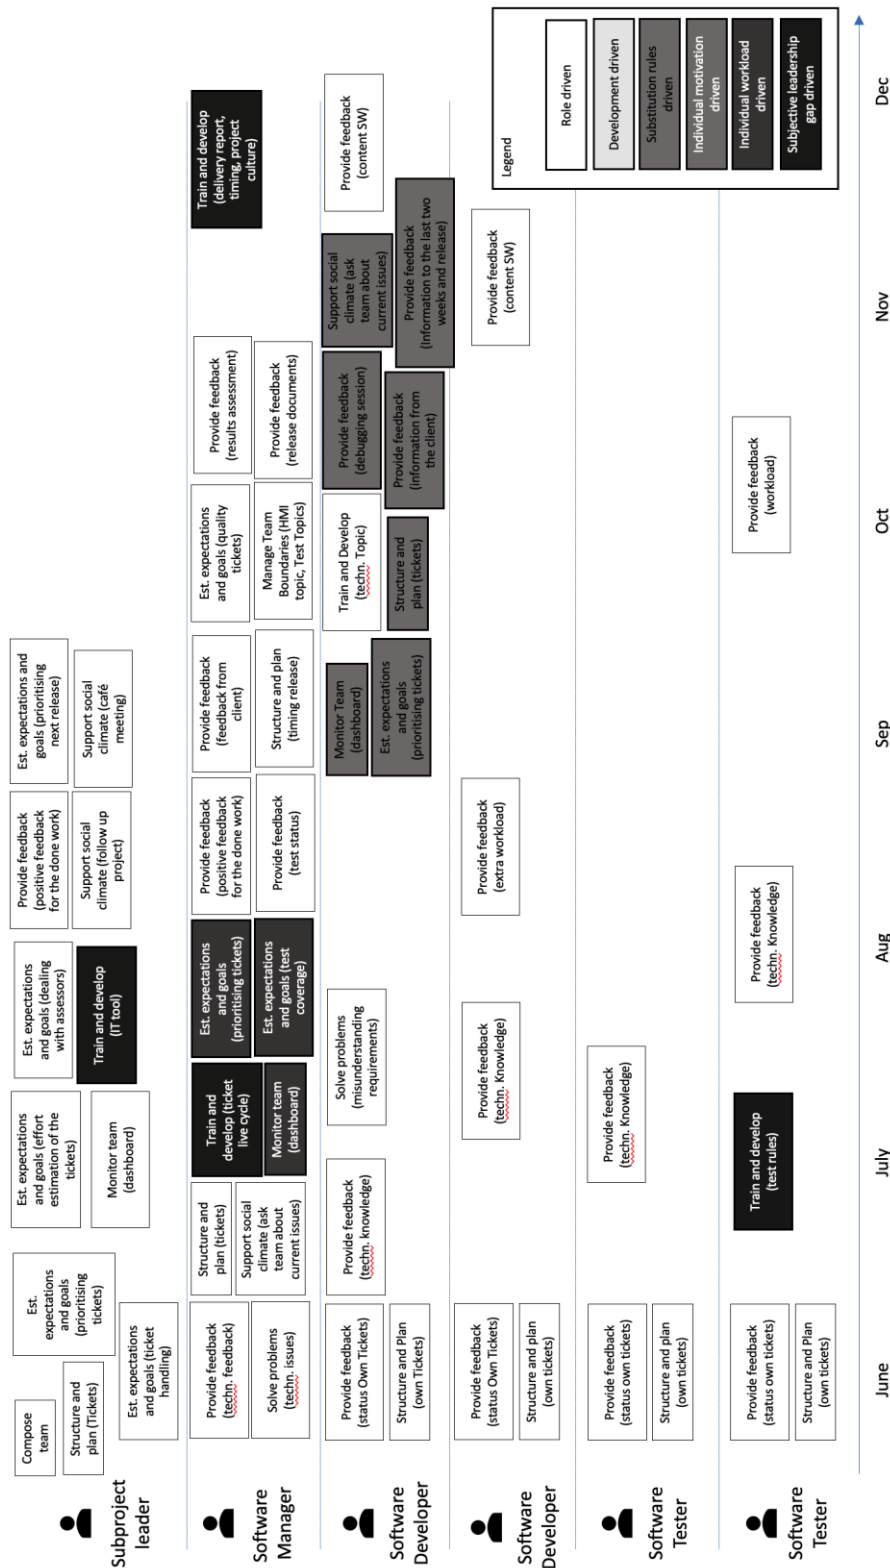 Subproject
leader
Compose
team
Structure and
plan (Tickets)
Est.
expectations
and goals
(prioritising
tickets)
Est. expectations
and goals (ticket
handling)
Est. expectations
and goals (effort
estimation of the
tickets)
Monitor team
(dashboard)
Est. expectations
and goals (dealing
with assessors)
Train and develop
(IT tool)
Provide feedback
(positive feedback
for the done work)
Support social
climate (follow up
project)
Est. expectations and
goals (prioritising
next release)
Support social
climate (café
meeting)
Software
Manager
Provide feedback
(techn. feedback)
Solve problems
(techn. issues)
Structure and
plan (tickets)
Support social
climate (ask
team about
current issues)
Train and
develop (ticket
live cycle)
Monitor team
(dashboard)
Est. expectations
and goals
(prioritising tickets)
Est. expectations
and goals (test
coverage)
Provide feedback
(positive feedback
for the done work)
Provide feedback
(test status)
Provide feedback
(feedback from
client)
Structure and plan
(timing release)
Est. expectations
and goals (quality
tickets)
Manage Team
Boundaries (HMI
topic, Test Topics)
Provide feedback
(results assessment)
Provide feedback
(release documents)
Train and develop
(delivery report,
timing, project
culture)
Software
Developer
Provide feedback
(status Own Tickets)
Structure and Plan
(own Tickets)
Provide feedback
(techn. knowledge)
Solve problems
(misunderstanding
requirements)
Monitor Team
(dashboard)
Est. expectations
and goals
(prioritising tickets)
Train and Develop
(techn. Topic)
Structure and
plan (tickets)
Provide feedback
(debugging session)
Provide feedback
(information from
the client)
Support social
climate (ask
team about
current issues)
Provide feedback
(Information to the last two
weeks and release)
Provide feedback
(content SW)
Software
Developer
Provide feedback
(status Own Tickets)
Structure and plan
(own tickets)
Provide feedback
(techn. Knowledge)
Provide feedback
(extra workload)
Provide feedback
(content SW)
Software
Tester
Provide feedback
(status own tickets)
Structure and plan
(own tickets)
Provide feedback
(techn. Knowledge)
Software
Tester
Provide feedback
(status own tickets)
Structure and Plan
(own tickets)
Train and develop
(test rules)
Provide feedback
(techn. Knowledge)
Provide feedback
(workload)
Legend
Role driven
Development driven
Substitution rules
driven
Individual motivation
driven
Individual workload
driven
Subjective leadership
gap driven
June
July
Aug
Sep
Oct
Nov
Dec